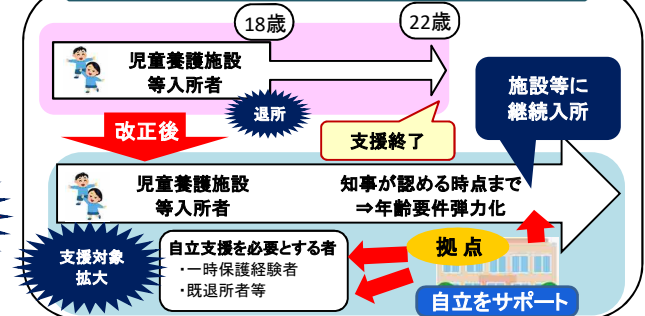 18歳
22歳
児童養護施設
等入所者
退所
支援終了
施設等に
継続入所
改正後
児童養護施設
等入所者
知事が認める時点まで
⇒年齢要件弾力化
支援対象
拡大
自立支援を必要とする者
・一時保護経験者
・既退所者等
拠点
自立をサポート